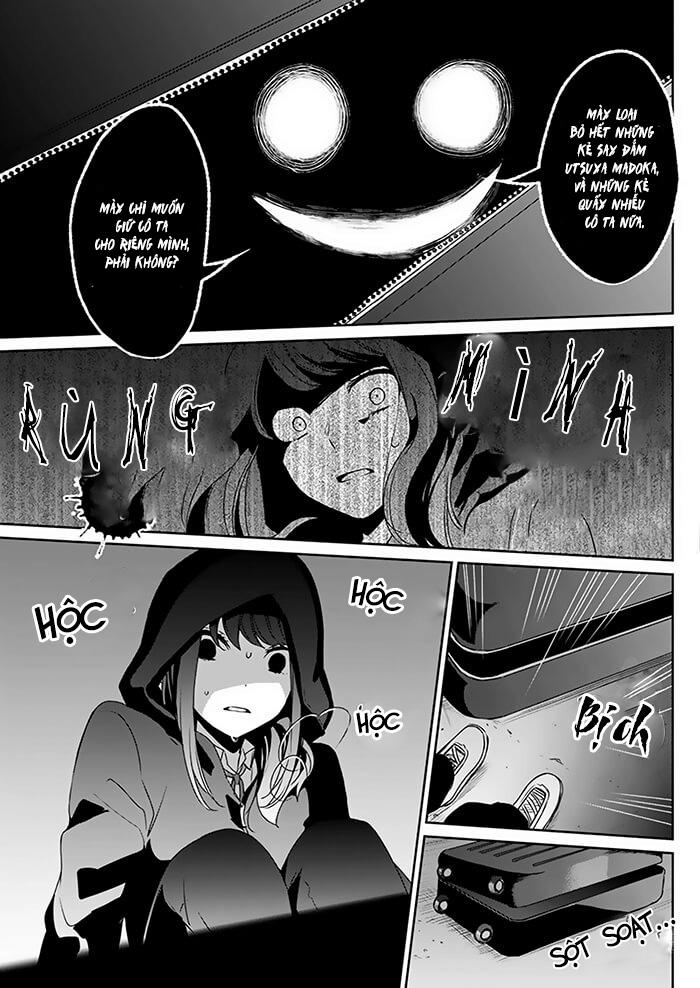 MÀY LOẠI
BỎ HẾT NHỮNG
KẺ SAY ĐẮM
UTSUYA MADOKA,
VÀ NHỮNG KẺ
QUẤY NHIỄU
CÔ TA NỮA.
MÀY CHỈ MUỐN
GIỮ CÔ TA
CHO RIÊNG MÌNH,
PHẢI KHÔNG?
RÙNG MÌNH
BỊCH
HỘC
HỘC
HỘC
SỘT SOẠT...